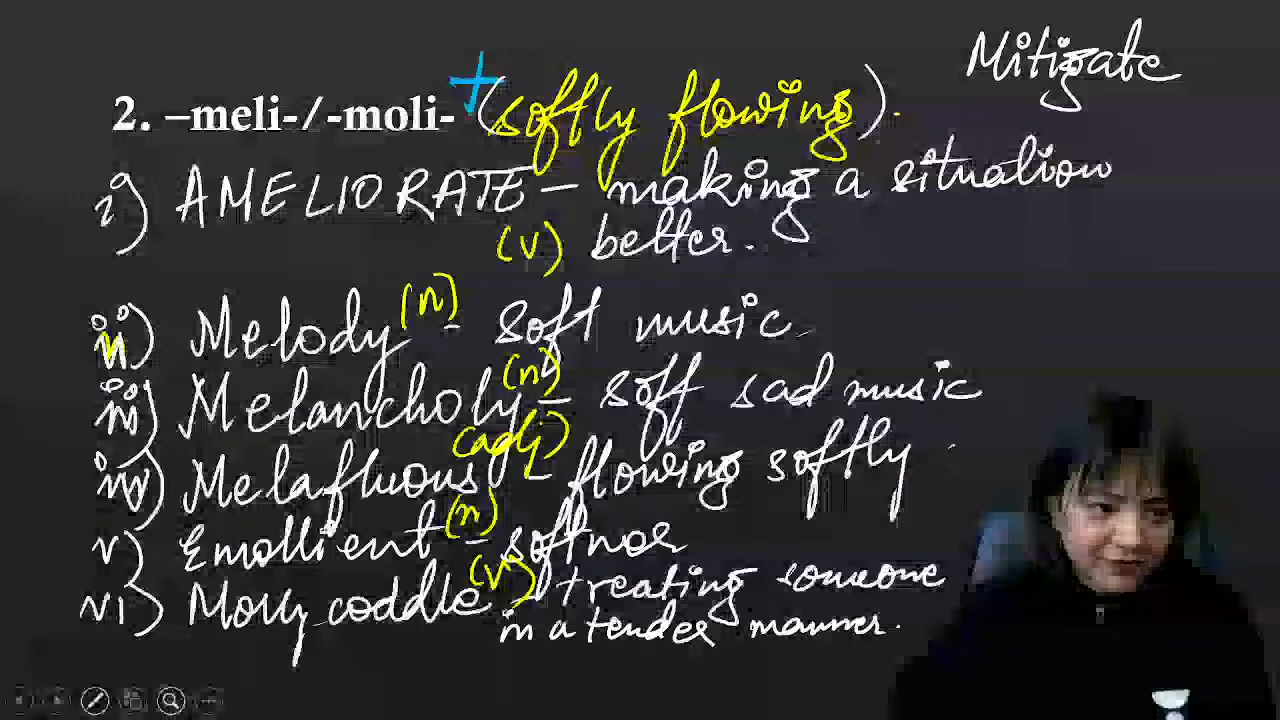 Mitigate
2. –meli-/-moli- + (softly flowing).
i) AMELIORATE – making a situation
(v) better.
ii) Melody (n) - soft music
iii) Melancholy (n) – soft sad music
iv) Melafluous (adj) - flowing softly
v) Emollient (n) - softnor
vi) Molly coddle (v) treating someone
in a tender manner.